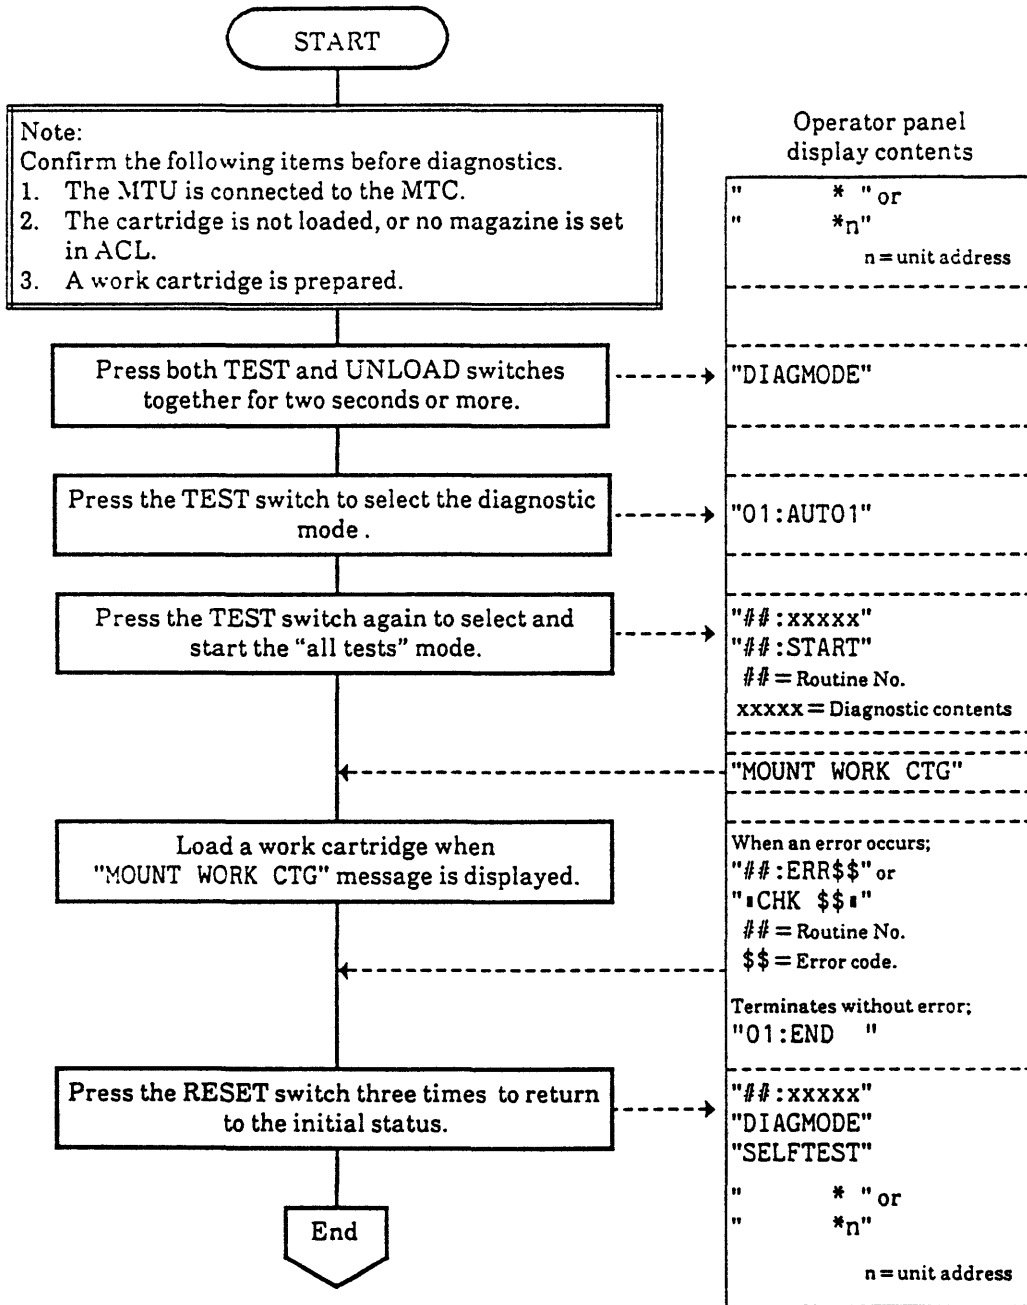 START
Note:
Confirm the following items before diagnostics.
1. The MTU is connected to the MTC.
2. The cartridge is not loaded, or no magazine is set
in ACL.
3. A work cartridge is prepared.
Press both TEST and UNLOAD switches
together for two seconds or more.
Press the TEST switch to select the diagnostic
mode .
Press the TEST switch again to select and
start the “all tests” mode.
Load a work cartridge when
"MOUNT WORK CTG" message is displayed.
Press the RESET switch three times to return
to the initial status.
End
Operator panel
display contents
"       * " or
"       *n"
n=unit address
"DIAGMODE"
"01:AUTO1"
"##:xxxxx"
"##:START"
##=Routine No.
xxxxx=Diagnostic contents
"MOUNT WORK CTG"
When an error occurs;
"##:ERR$$" or
"▮CHK $$▮"
##=Routine No.
$$=Error code.
Terminates without error;
"01:END  "
"##:xxxxx"
"DIAGMODE"
"SELFTEST"
"       * " or
"       *n"
n=unit address